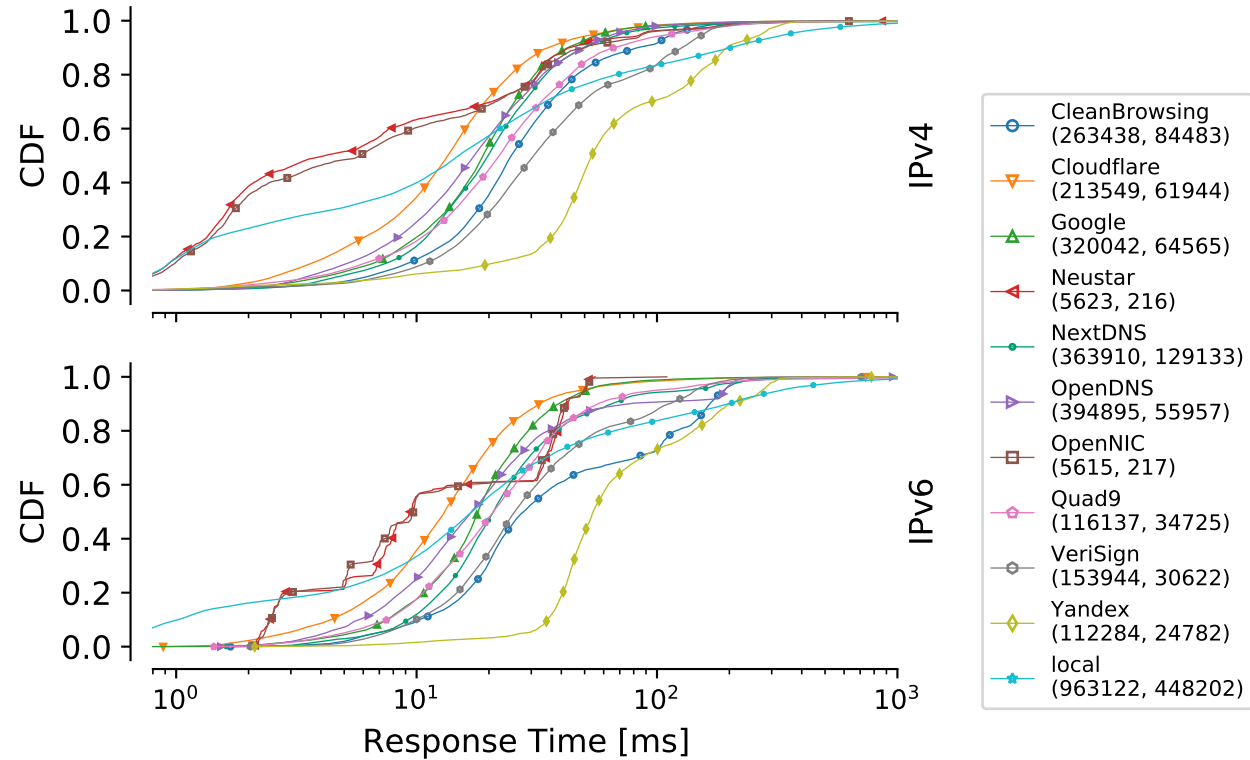 1.0
0.8
0.6
0.4
0.2
0.0
CDF
IPv4
1.0
0.8
0.6
0.4
0.2
0.0
CDF
IPv6
10⁰ 10¹ 10² 10³
Response Time [ms]
CleanBrowsing
(263438, 84483)
Cloudflare
(213549, 61944)
Google
(320042, 64565)
Neustar
(5623, 216)
NextDNS
(363910, 129133)
OpenDNS
(394895, 55957)
OpenNIC
(5615, 217)
Quad9
(116137, 34725)
VeriSign
(153944, 30622)
Yandex
(112284, 24782)
local
(963122, 448202)